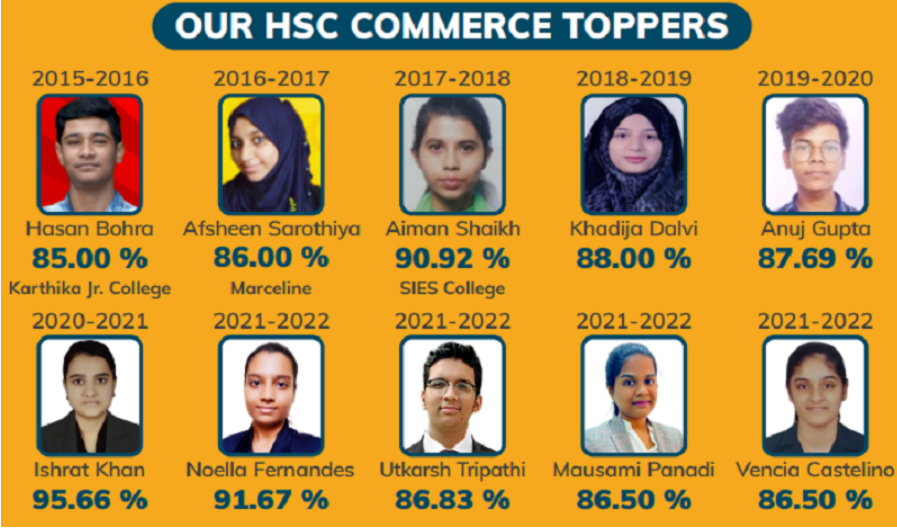 OUR HSC COMMERCE TOPPERS
2015-2016
2016-2017
2017-2018
2018-2019
2019-2020
Hasan Bohra
Afsheen Sarothiya
Aiman Shaikh
Khadija Dalvi
Anuj Gupta
85.00 %
86.00 %
90.92 %
88.00 %
87.69 %
Karthika Jr. College
Marceline
SIES College
2020-2021
2021-2022
2021-2022
2021-2022
2021-2022
Ishrat Khan
Noella Fernandes
Utkarsh Tripathi
Mausami Panadi
Vencia Castelino
95.66 %
91.67 %
86.83 %
86.50 %
86.50 %